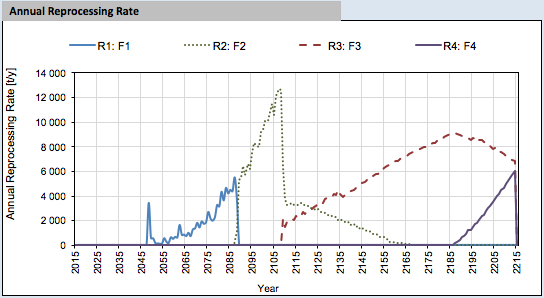 Annual Reprocessing Rate
R1: F1 R2: F2 R3: F3 R4: F4
Annual Reprocessing Rate [t/y]
14 000
12 000
10 000
8 000
6 000
4 000
2 000
0
2015 2025 2035 2045 2055 2065 2075 2085 2095 2105 2115 2125 2135 2145 2155 2165 2175 2185 2195 2205 2215
Year